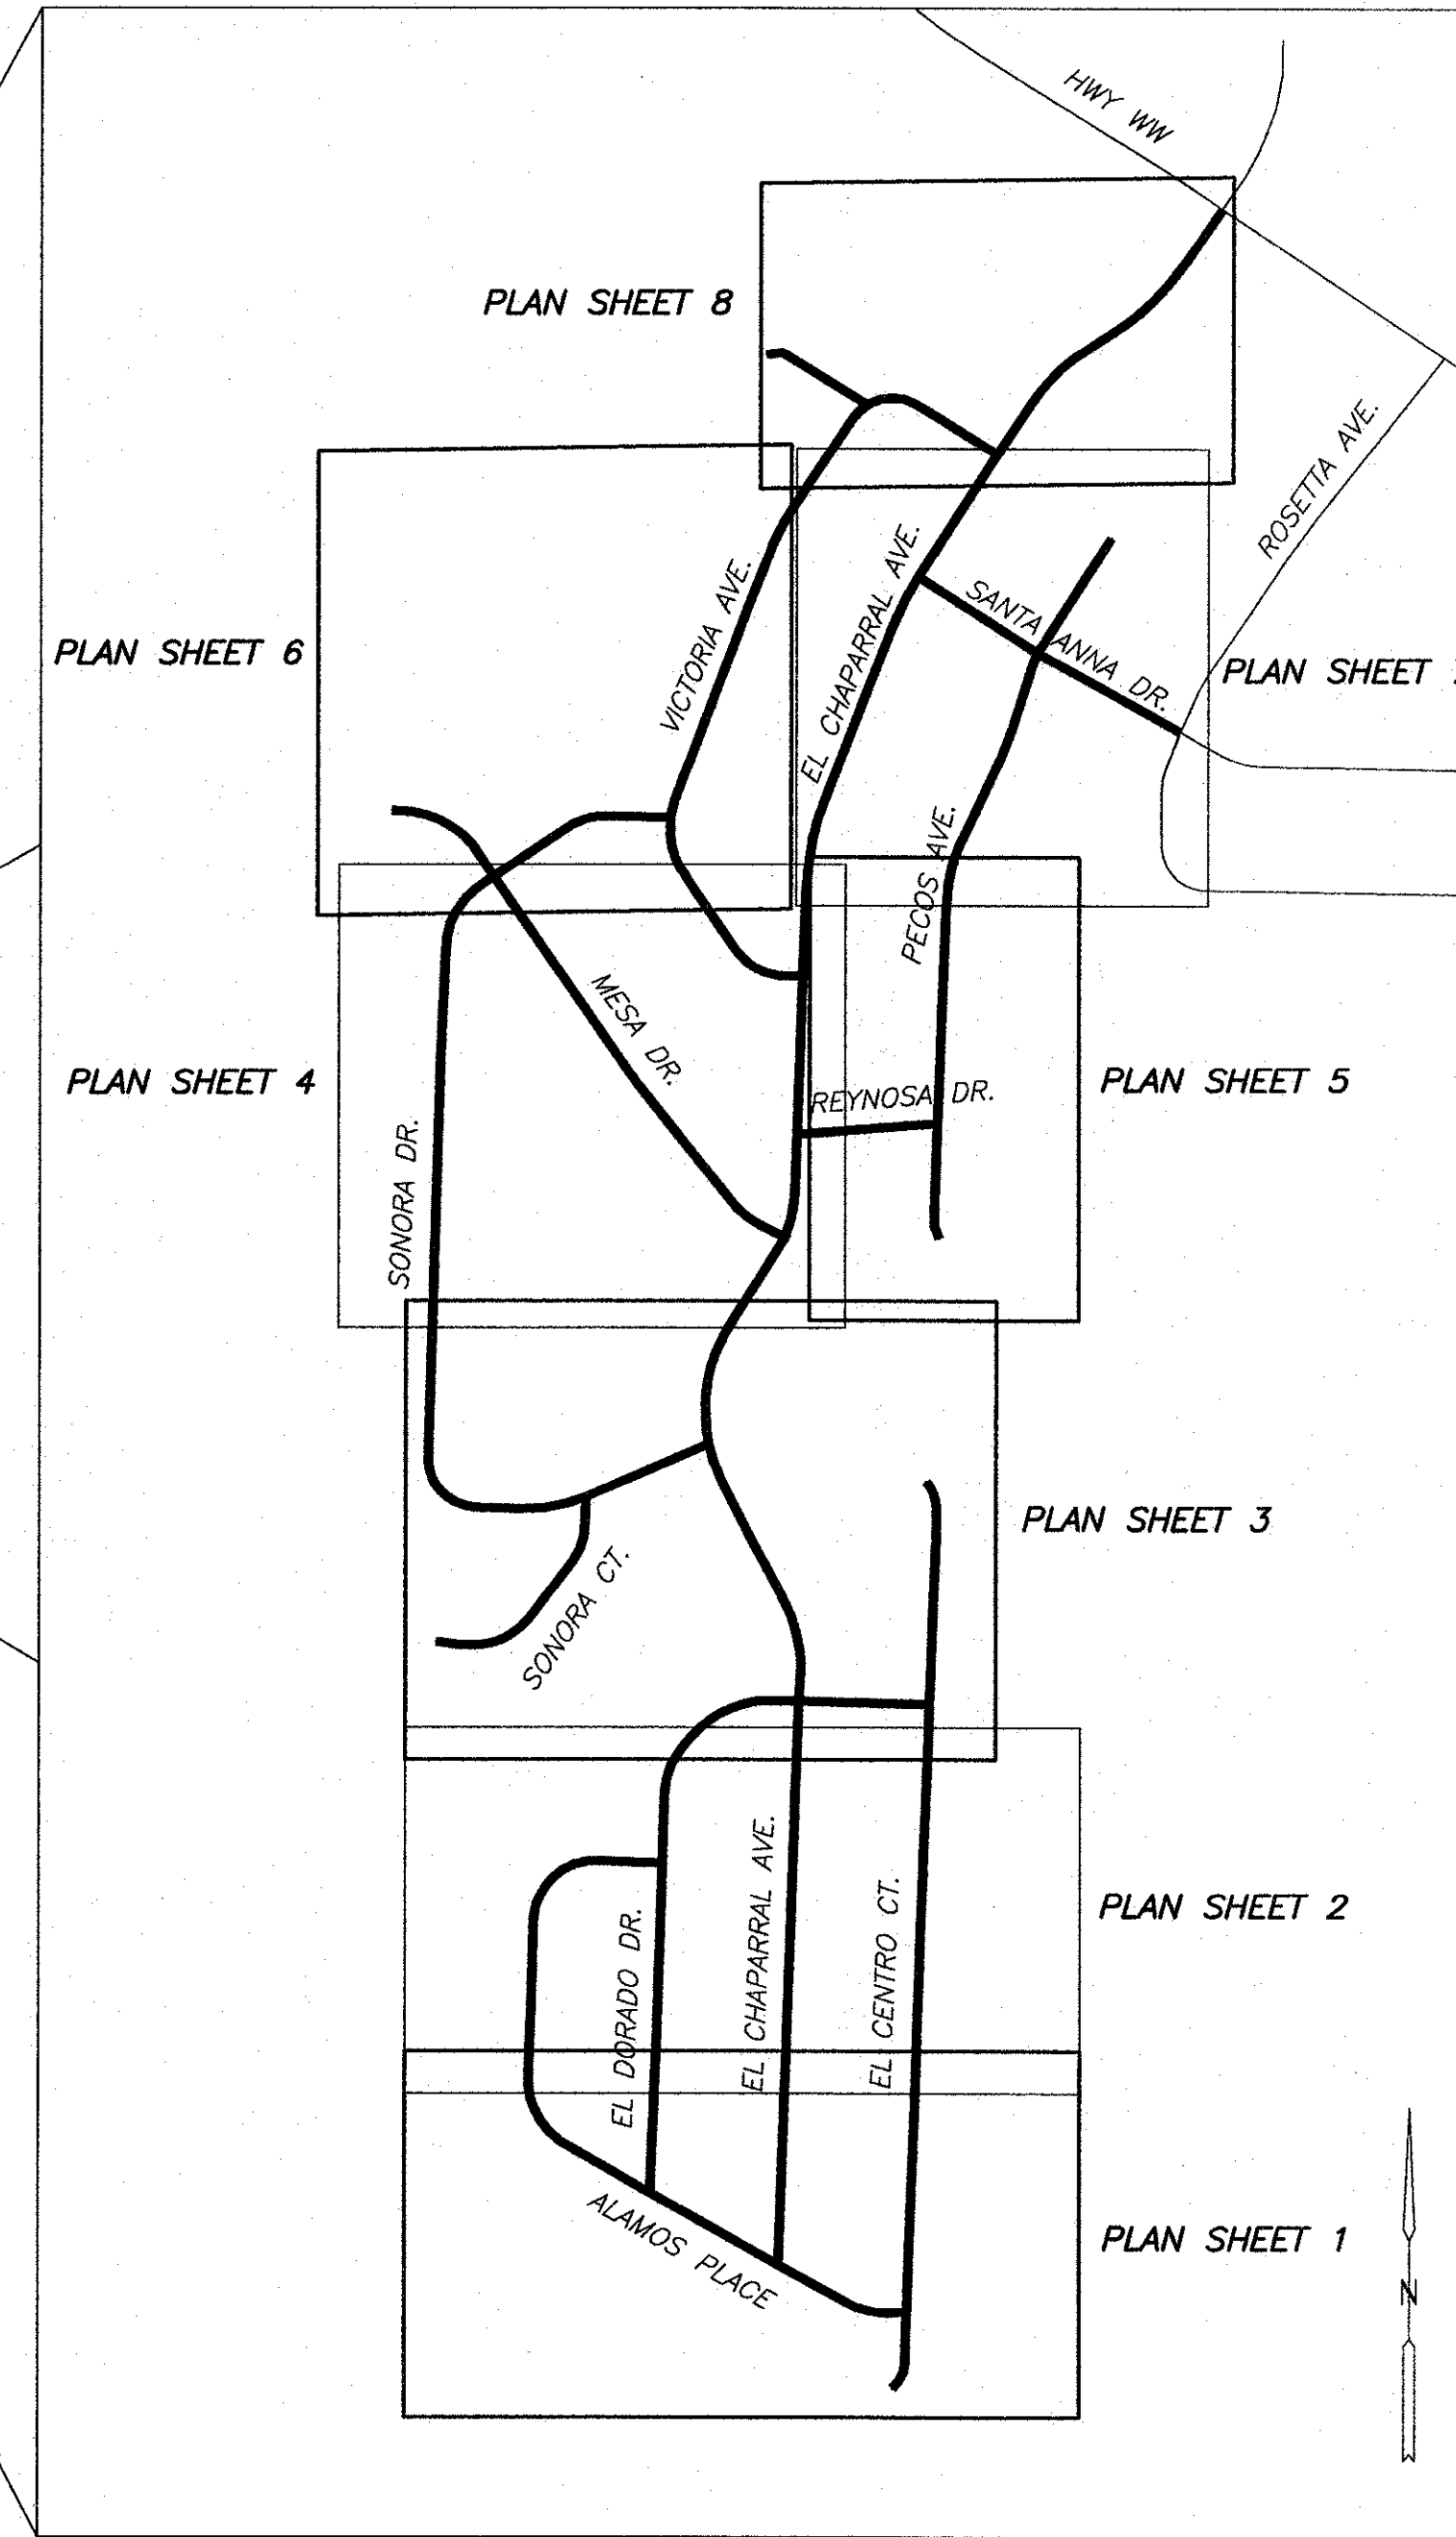 HWY WW
PLAN SHEET 8
ROSETTA AVE.
VICTORIA AVE.
EL CHAPARRAL AVE.
SANTA ANNA DR.
PLAN SHEET 6
PLAN SHEET
PECOS AVE.
MESA DR.
PLAN SHEET 4
REYNOSA DR.
PLAN SHEET 5
SONORA DR.
PLAN SHEET 3
SONORA CT.
EL DORADO DR.
EL CHAPARRAL AVE.
EL CENTRO CT.
PLAN SHEET 2
ALAMOS PLACE
PLAN SHEET 1
N